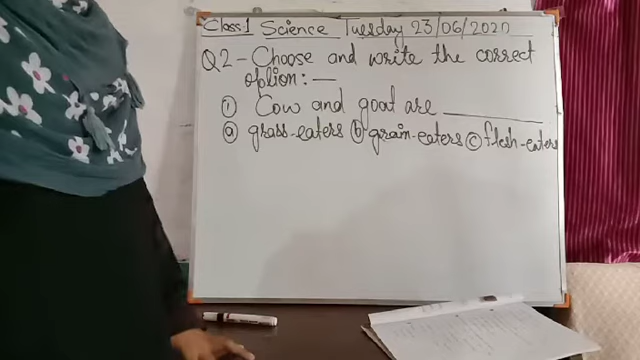 Class 1 Science Tuesday 23/06/2020
Q2 - Choose and write the correct
option: —
① Cow and goat are ________
ⓐ grass-eaters ⓑ grain-eaters ⓒ flesh-eaters